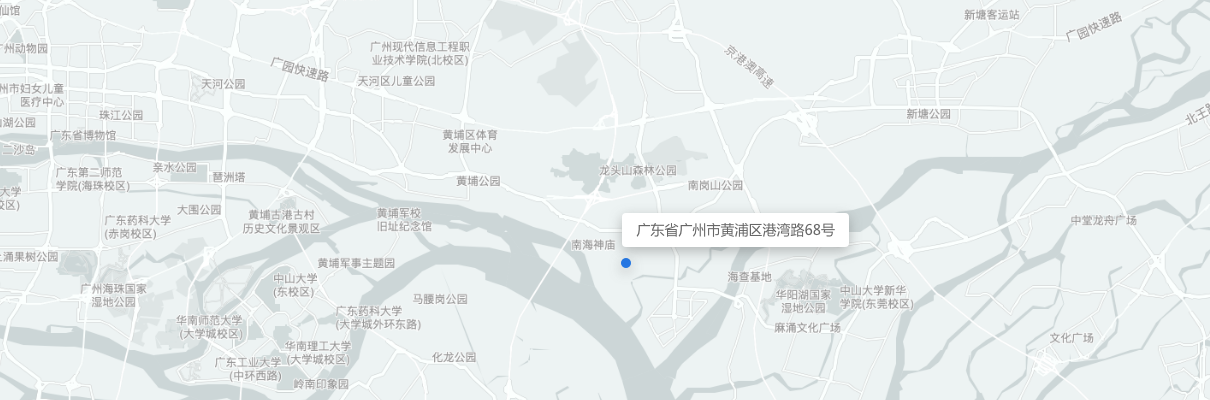 仙馆
新塘客运站
广园快速路
广州动物园
广州现代信息工程职
业技术学院(北校区)
京港澳高速
广园快速路
天河区儿童公园
天河公园
州市妇女儿童
医疗中心
珠江公园
新塘公园
北王路
湖公园
广东省博物馆
黄埔区体育
发展中心
二沙岛
亲水公园
广东第二师范
学院(海珠校区)
琶洲塔
龙头山森林公园
黄埔公园
南岗山公园
大围公园
广东药科大学
(赤岗校区)
黄埔古港古村
历史文化景观区
黄埔军校
旧址纪念馆
中堂龙舟广场
广东省广州市黄浦区港湾路68号
南海神庙
上涌果树公园
黄埔军事主题园
海查基地
中山大学
(东校区)
广州海珠国家
湿地公园
马腰岗公园
华阳湖国家
湿地公园
中山大学新华
学院(东莞校区)
广东药科大学
(大学城外环东路)
华南师范大学
(大学城校区)
麻涌文化广场
文化广场
华南理工大学
(大学城校区)
化龙公园
广东工业大学
(中环西路)
岭南印象园